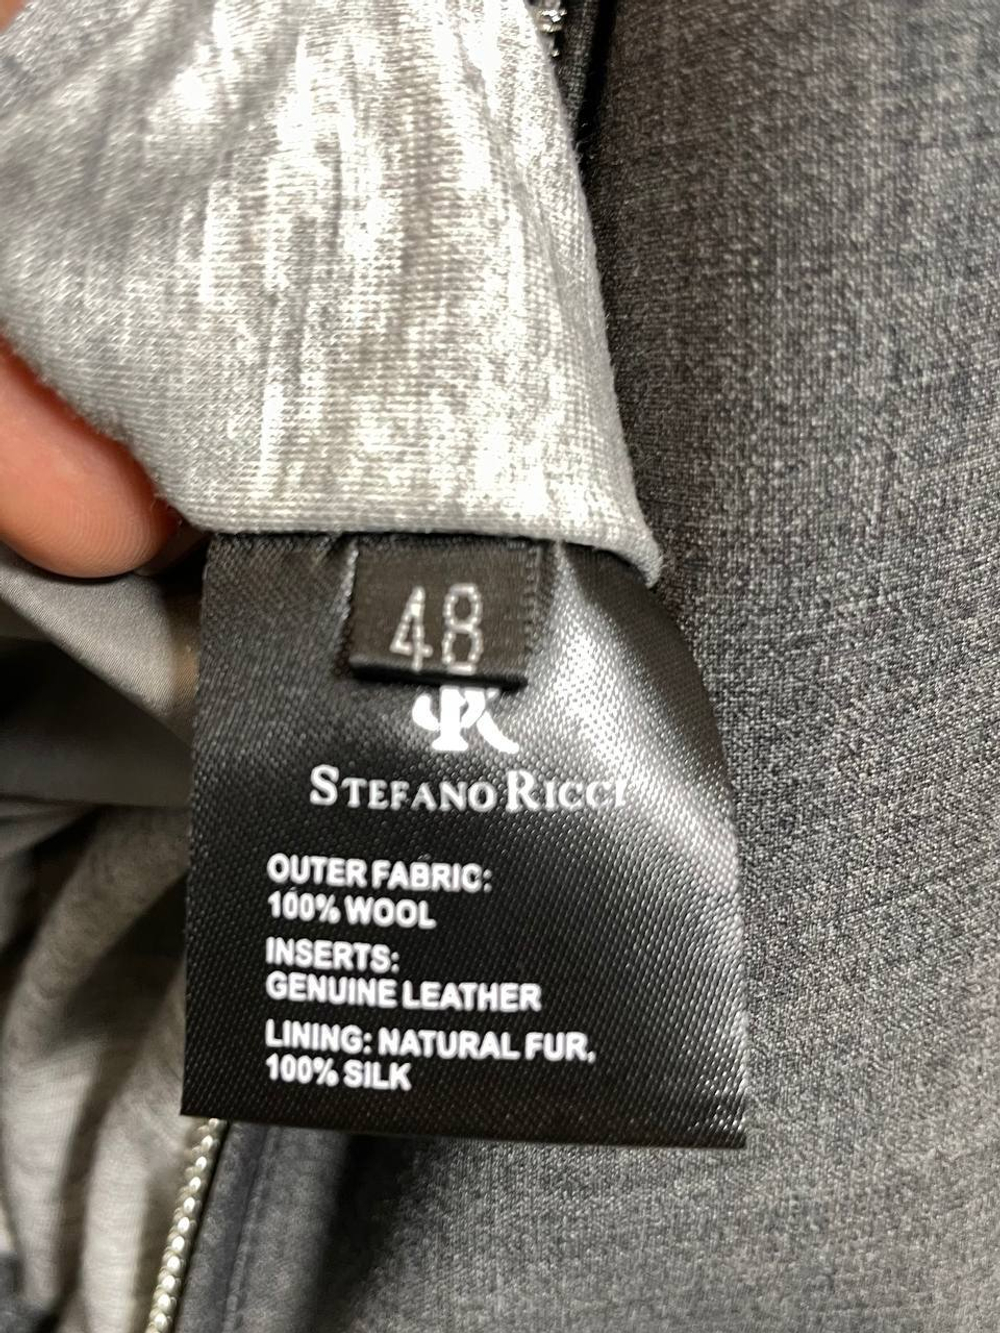 48
STEFANO RICCI
OUTER FABRIC:
100% WOOL
INSERTS:
GENUINE LEATHER
LINING: NATURAL FUR,
100% SILK